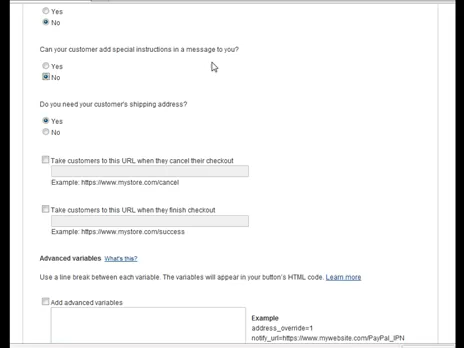 Yes
No
Can your customer add special instructions in a message to you?
Yes
No
Do you need your customer's shipping address?
Yes
No
Take customers to this URL when they cancel their checkout
Example: https://www.mystore.com/cancel
Take customers to this URL when they finish checkout
Example: https://www.mystore.com/success
Advanced variables What's this?
Use a line break between each variable. The variables will appear in your button's HTML code. Learn more
Add advanced variables
Example
address_override=1
notify_url=https://www.mywebsite.com/PayPal_IPN